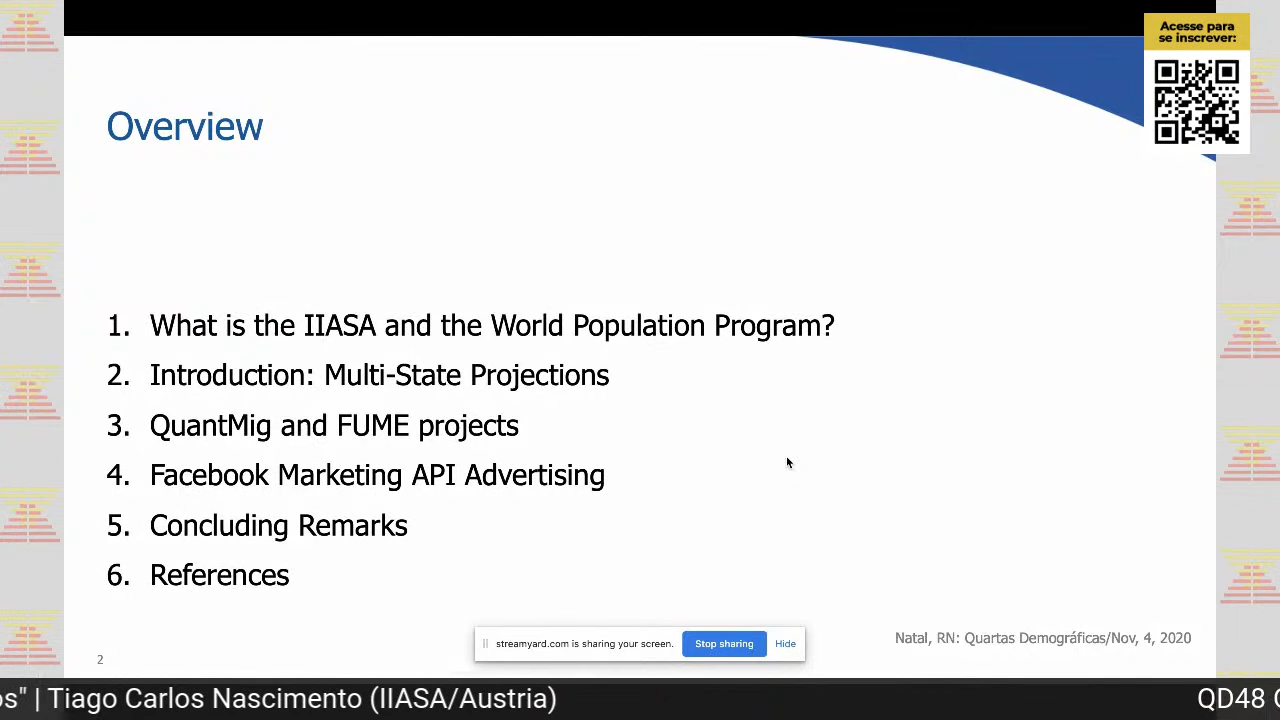 Acesse para
se inscrever:
Overview
1. What is the IIASA and the World Population Program?
2. Introduction: Multi-State Projections
3. QuantMig and FUME projects
4. Facebook Marketing API Advertising
5. Concluding Remarks
6. References
Natal, RN: Quartas Demográficas/Nov, 4, 2020
streamyard.com is sharing your screen. Stop sharing Hide
2
os" | Tiago Carlos Nascimento (IIASA/Austria) QD48